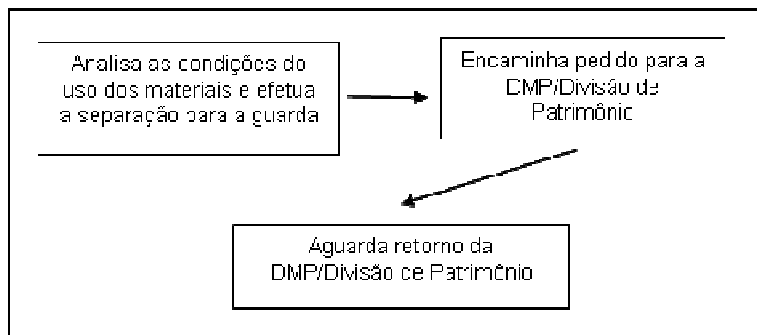 Analisa as condições do
uso dos materiais e efetua
a separação para a guarda
Encaminha pedido para a
DMP/Divisão de
Patrimônio
Aguarda retorno da
DMP/Divisão de Patrimônio